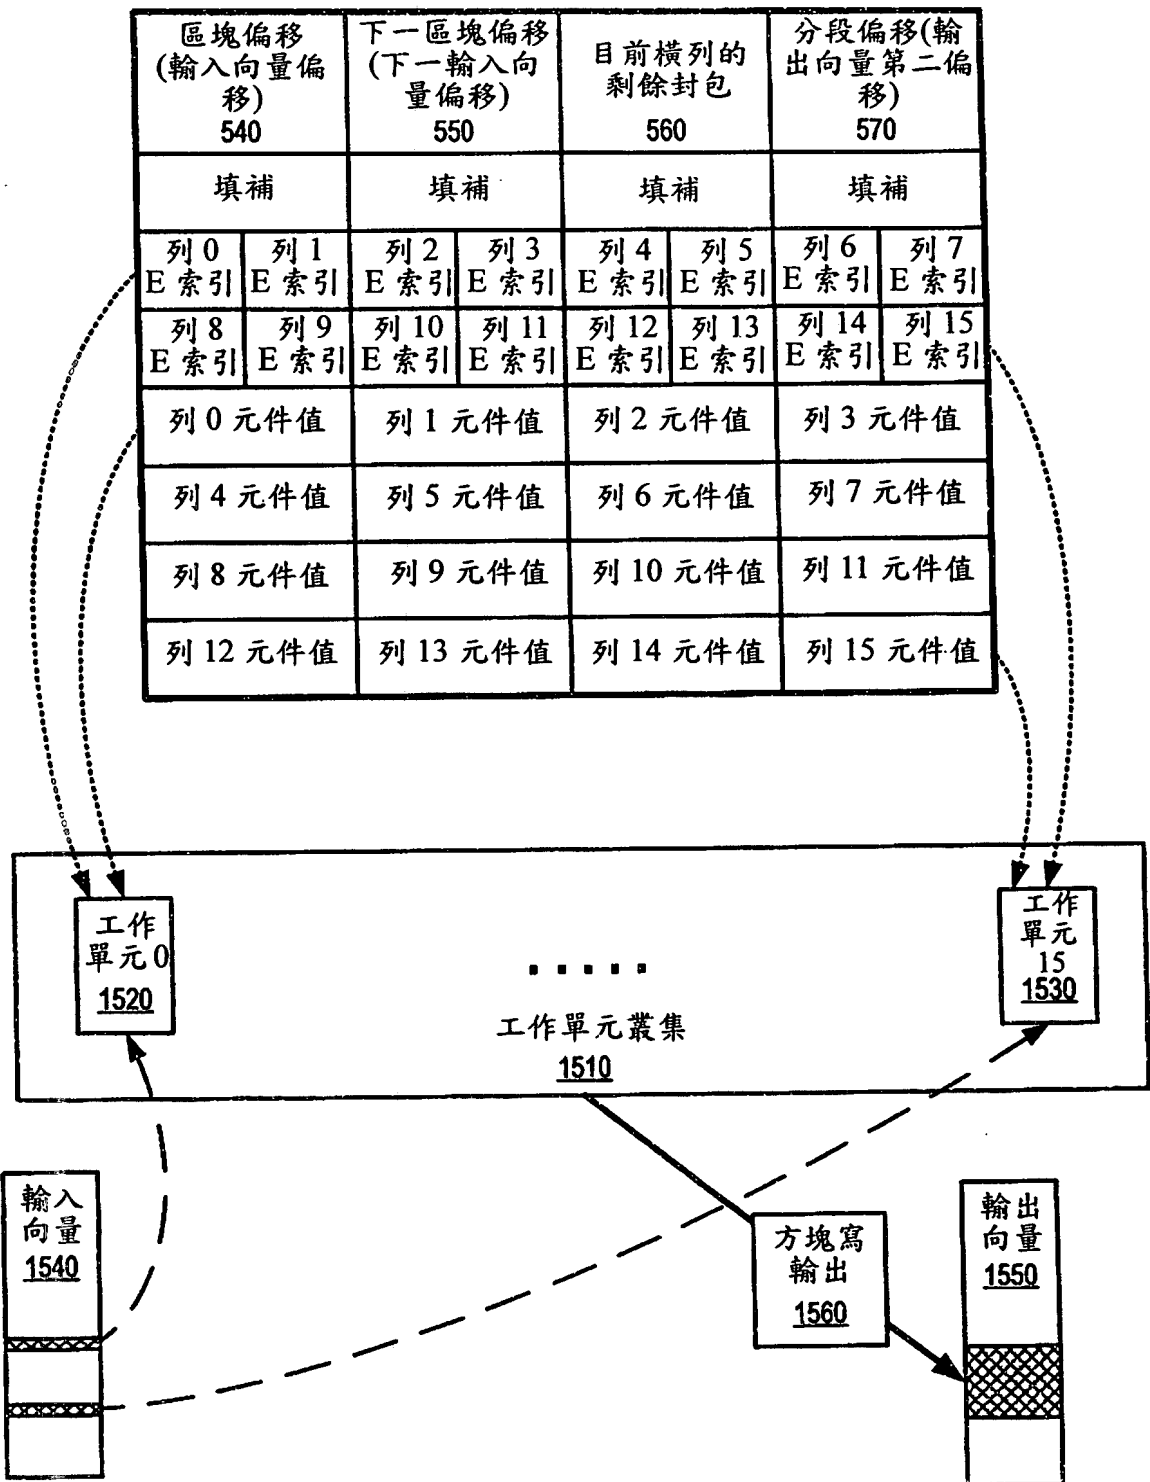 區塊偏移
(輸入向量偏
移)
540
下一區塊偏移
(下一輸入向
量偏移)
550
目前橫列的
剩餘封包
560
分段偏移(輸
出向量第二偏
移)
570
填補
填補
填補
填補
列 0
E 索引
列 1
E 索引
列 2
E 索引
列 3
E 索引
列 4
E 索引
列 5
E 索引
列 6
E 索引
列 7
E 索引
列 8
E 索引
列 9
E 索引
列 10
E 索引
列 11
E 索引
列 12
E 索引
列 13
E 索引
列 14
E 索引
列 15
E 索引
列 0 元件值
列 1 元件值
列 2 元件值
列 3 元件值
列 4 元件值
列 5 元件值
列 6 元件值
列 7 元件值
列 8 元件值
列 9 元件值
列 10 元件值
列 11 元件值
列 12 元件值
列 13 元件值
列 14 元件值
列 15 元件值
工作
單元 0
1520
工作
單元
15
1530
工作單元叢集
1510
輸入
向量
1540
方塊寫
輸出
1560
輸出
向量
1550